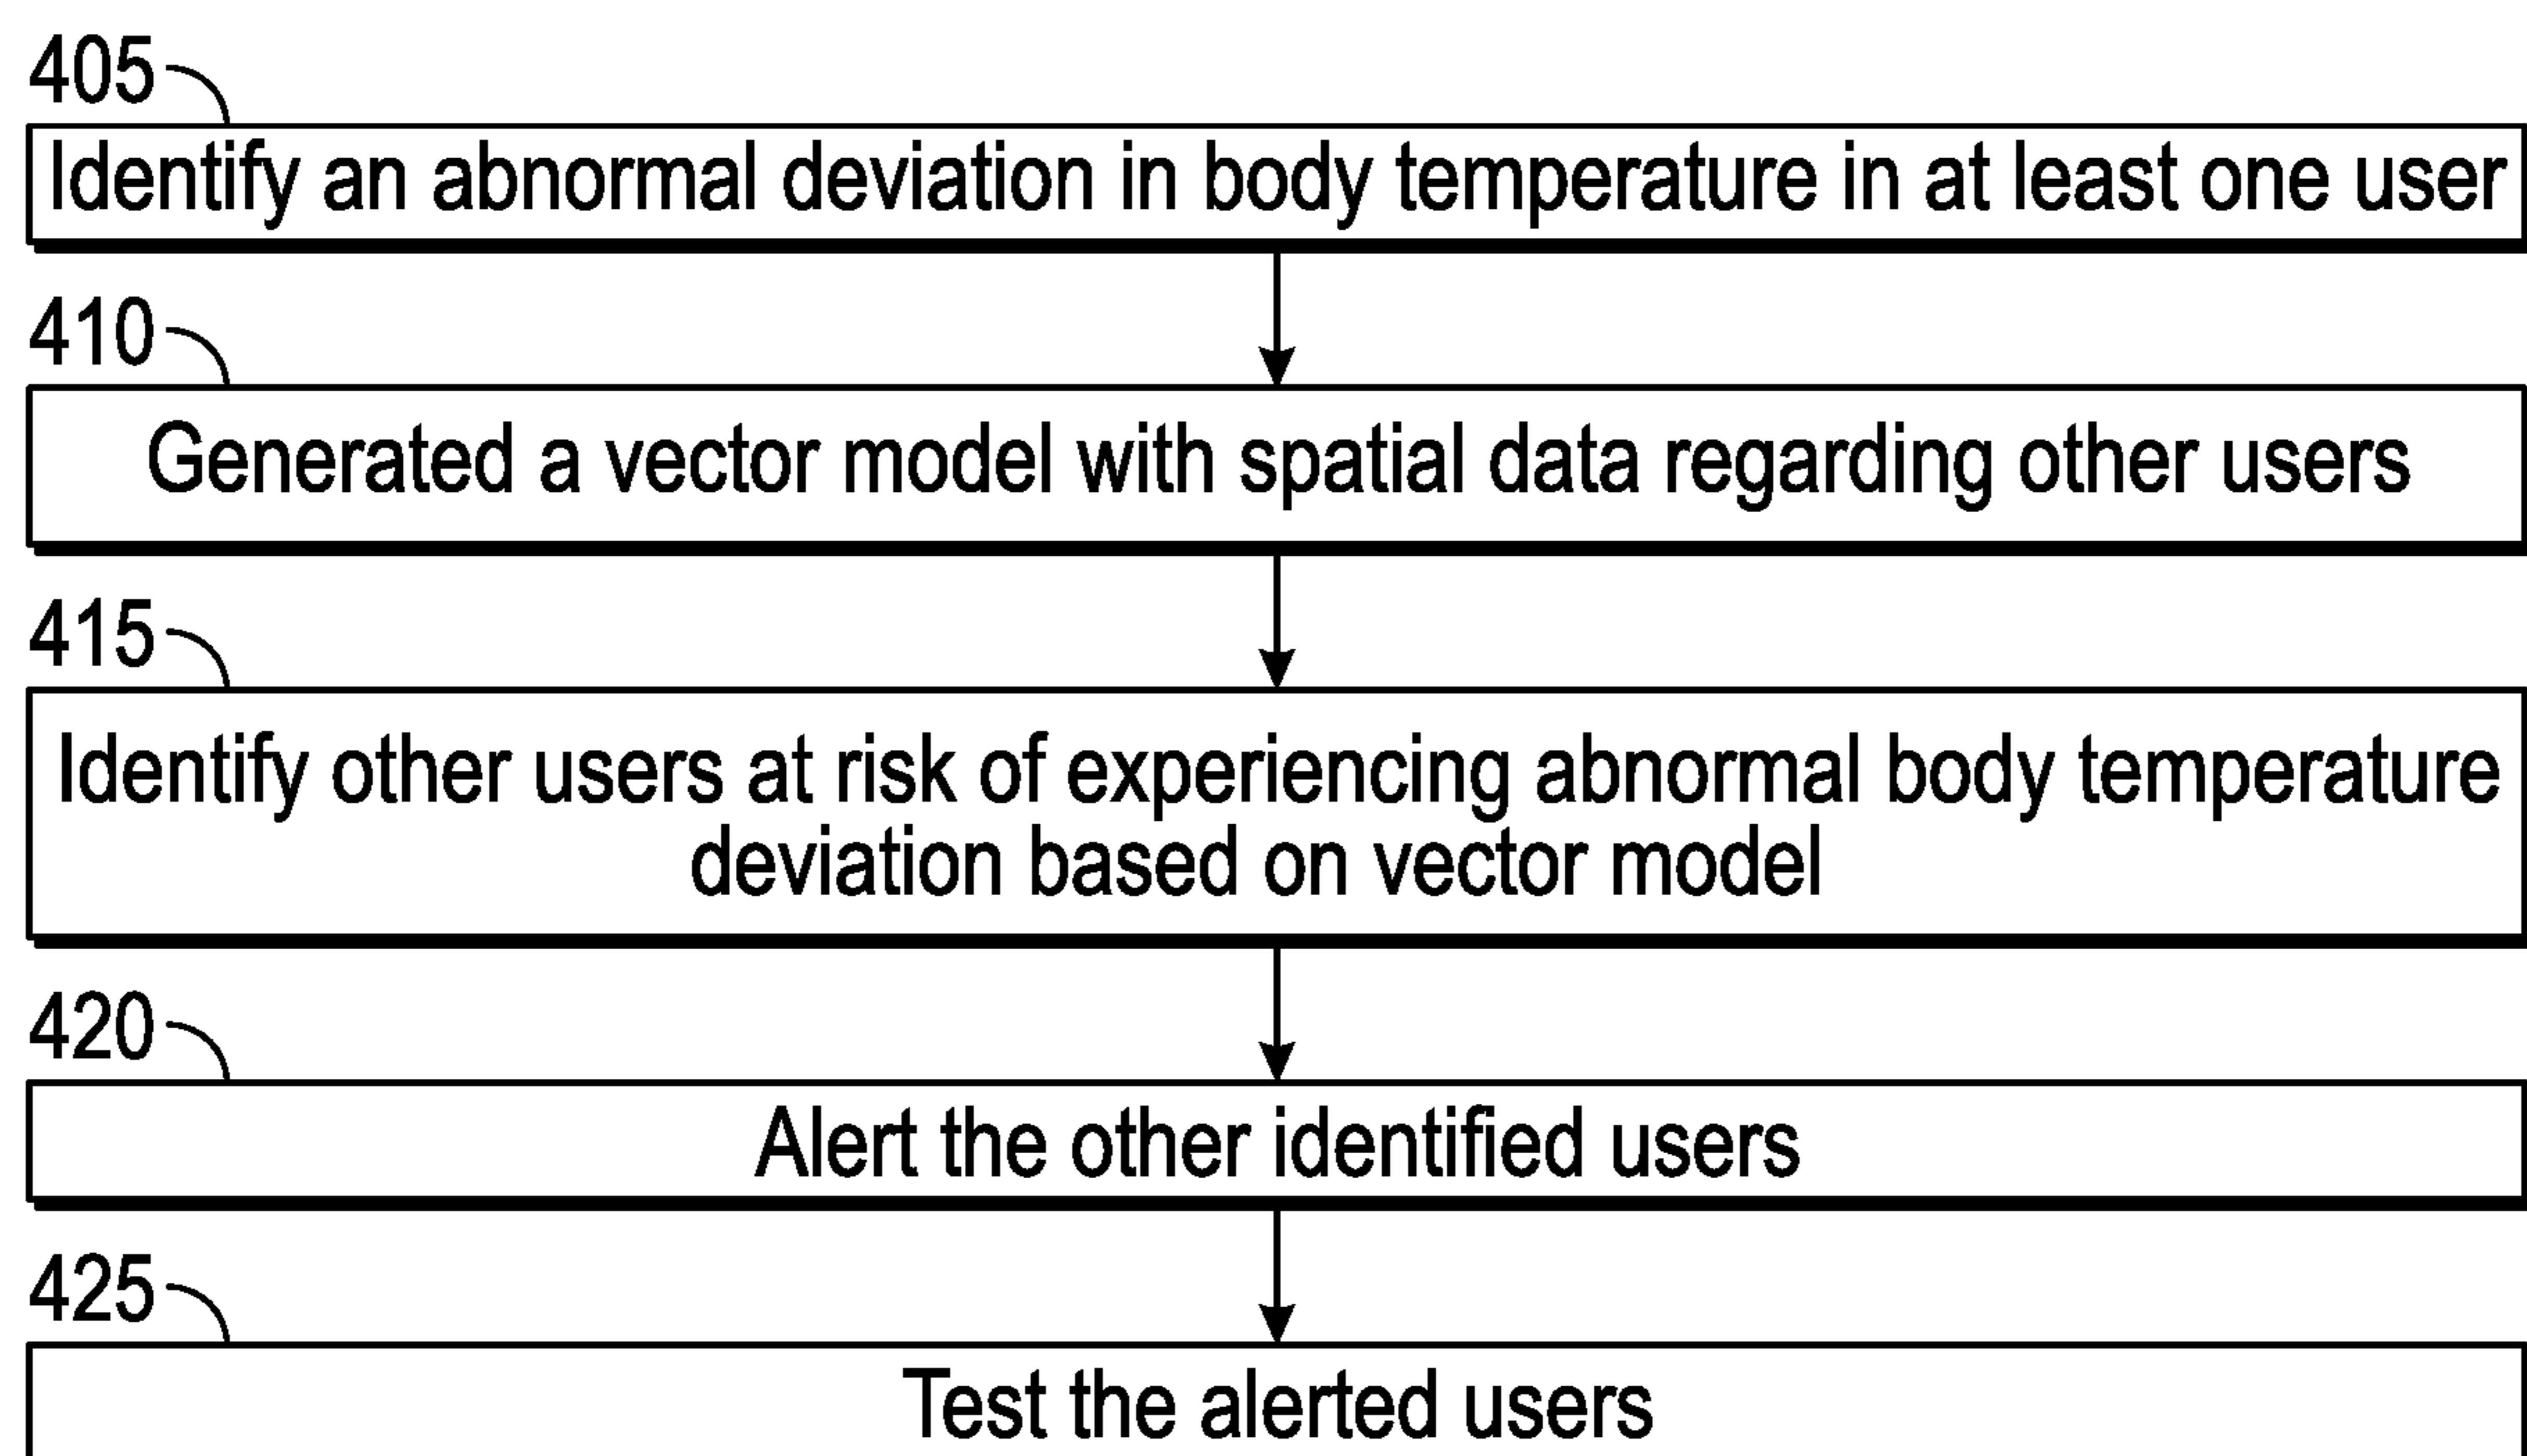 405
Identify an abnormal deviation in body temperature in at least one user
410
Generated a vector model with spatial data regarding other users
415
Identify other users at risk of experiencing abnormal body temperature
deviation based on vector model
420
Alert the other identified users
425
Test the alerted users